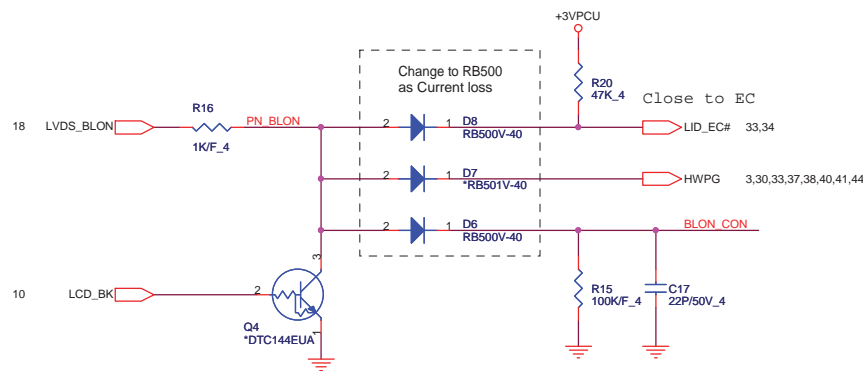 +3VPCU
Change to RB500
as Current loss
R20
47K_4
Close to EC
R16
18 LVDS_BLON PN_BLON 2 1 D8 LID_EC# 33,34
1K/F_4 RB500V-40
2 1 D7 HWPG 3,30,33,37,38,40,41,44
*RB501V-40
2 1 D6 BLON_CON
RB500V-40
3
10 LCD_BK 2
R15
100K/F_4
C17
22P/50V_4
Q4 1
*DTC144EUA